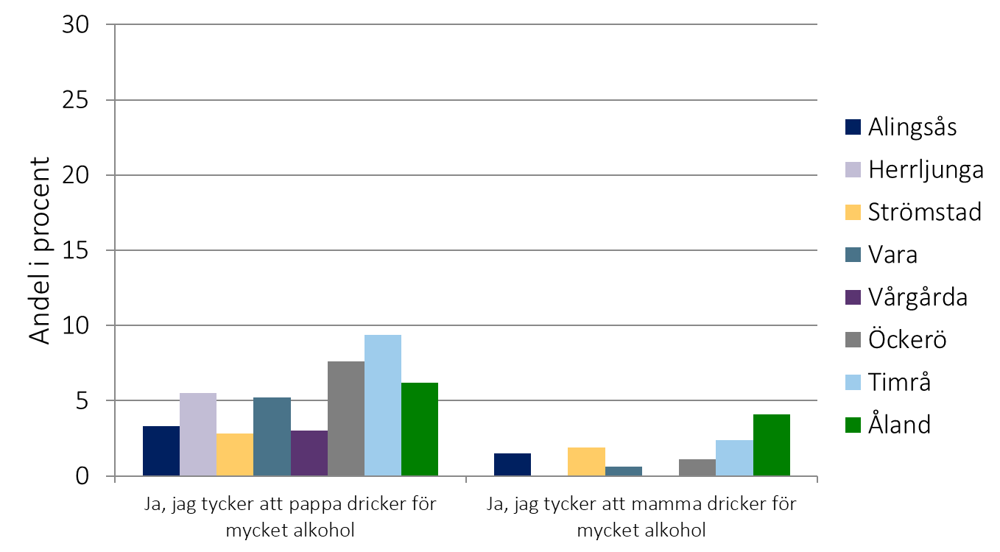 30
25
20
15
10
5
0
Andel i procent
Ja, jag tycker att pappa dricker för
mycket alkohol
Ja, jag tycker att mamma dricker för
mycket alkohol
Alingsås
Herrljunga
Strömstad
Vara
Vårgårda
Öckerö
Timrå
Åland